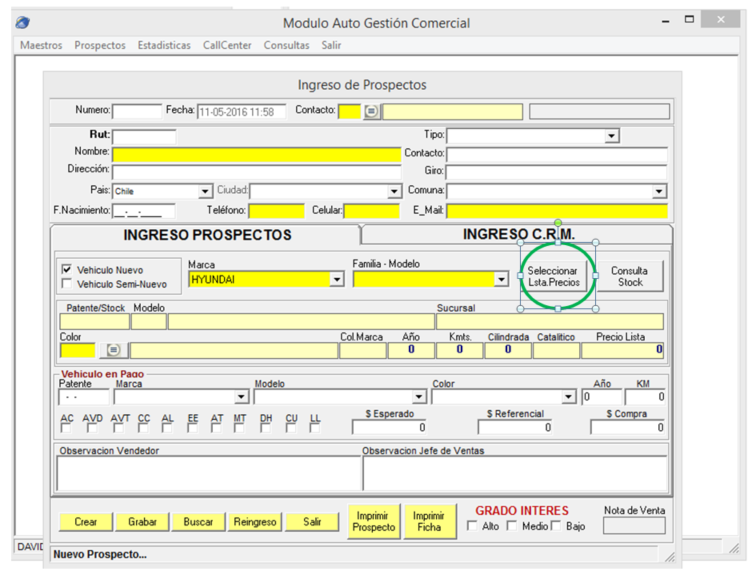 Modulo Auto Gestión Comercial
Maestros Prospectos Estadisticas CallCenter Consultas Salir
Ingreso de Prospectos
Numero: Fecha: 11-05-2016 11:58 Contacto:
Rut: Tipo:
Nombre: Contacto:
Dirección: Giro:
Pais: Chile Ciudad: Comuna:
F.Nacimiento: __.__.____ Teléfono: Celular: E_Mail:
INGRESO PROSPECTOS INGRESO C.R.M.
Vehiculo Nuevo
Vehiculo Semi-Nuevo
Marca
HYUNDAI
Familia - Modelo
Seleccionar
Lsta.Precios
Consulta
Stock
Patente/Stock Modelo Sucursal
Color Col.Marca Año Kmts. Cilindrada Catalitico Precio Lista
0 0 0 0
Vehiculo en Pago
Patente Marca Modelo Color Año KM
- - 0 0
AC AVD AVT CC AL EE AT MT DH CU LL
$ Esperado $ Referencial $ Compra
0 0 0
Observacion Vendedor Observacion Jefe de Ventas
Crear Grabar Buscar Reingreso Salir
Imprimir
Prospecto
Imprimir
Ficha
GRADO INTERES
Alto Medio Bajo
Nota de Venta
DAVID
Nuevo Prospecto...